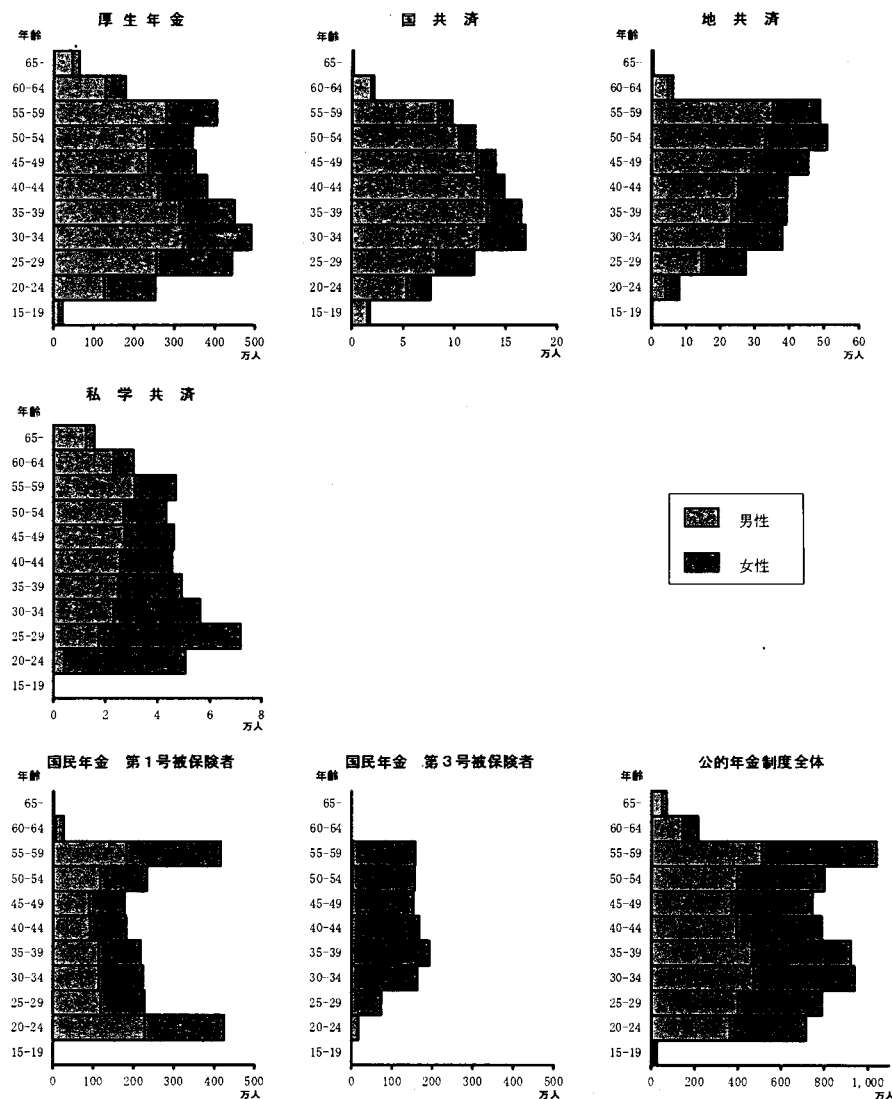 厚生年金
年齢
65-
60-64
55-59
50-54
45-49
40-44
35-39
30-34
25-29
20-24
15-19
0 100 200 300 400 500
万人
国共済
年齢
65-
60-64
55-59
50-54
45-49
40-44
35-39
30-34
25-29
20-24
15-19
0 5 10 15 20
万人
地共済
年齢
65-
60-64
55-59
50-54
45-49
40-44
35-39
30-34
25-29
20-24
15-19
0 10 20 30 40 50 60
万人
私学共済
年齢
65-
60-64
55-59
50-54
45-49
40-44
35-39
30-34
25-29
20-24
15-19
0 2 4 6 8
万人
男性
女性
国民年金 第1号被保険者
年齢
65-
60-64
55-59
50-54
45-49
40-44
35-39
30-34
25-29
20-24
15-19
0 100 200 300 400 500
万人
国民年金 第3号被保険者
年齢
65-
60-64
55-59
50-54
45-49
40-44
35-39
30-34
25-29
20-24
15-19
0 100 200 300 400 500
万人
公的年金制度全体
年齢
65-
60-64
55-59
50-54
45-49
40-44
35-39
30-34
25-29
20-24
15-19
0 200 400 600 800 1,000
万人